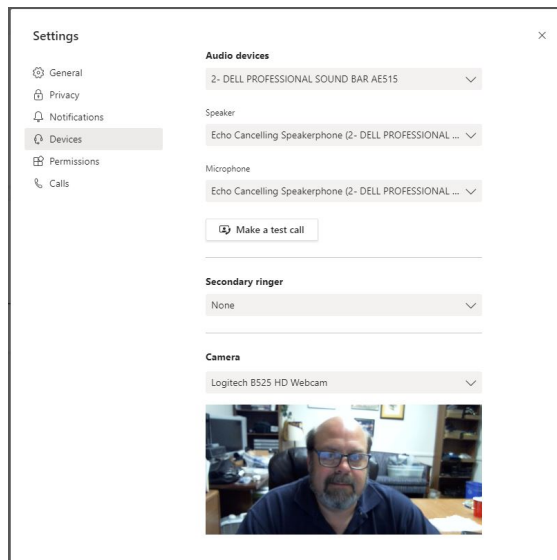 Settings
General
Privacy
Notifications
Devices
Permissions
Calls
Audio devices
2- DELL PROFESSIONAL SOUND BAR AE515
Speaker
Echo Cancelling Speakerphone (2- DELL PROFESSIONAL ...
Microphone
Echo Cancelling Speakerphone (2- DELL PROFESSIONAL ...
Make a test call
Secondary ringer
None
Camera
Logitech B525 HD Webcam